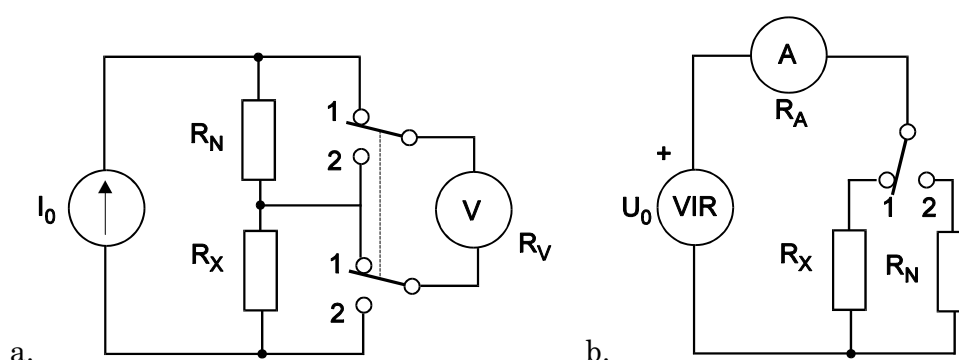 A
R_A
1
R_N
2
+
I_0
V
U_0
VIR
R_V
1
1
2
R_X
2
R_X
R_N
a.
b.